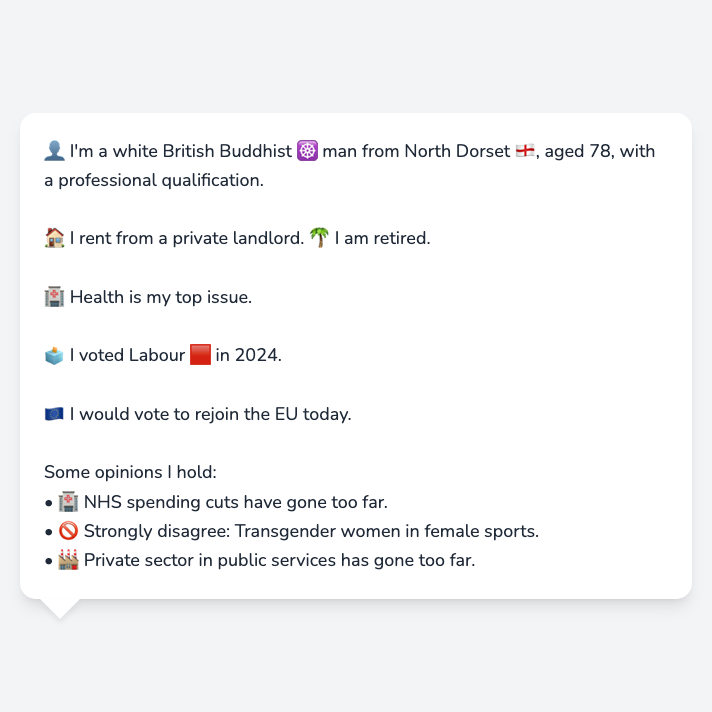 👤 I'm a white British Buddhist ☸️ man from North Dorset 🏴󠁧󠁢󠁥󠁮󠁧󠁿, aged 78, with
a professional qualification.
🏠 I rent from a private landlord. 🌴 I am retired.
🏥 Health is my top issue.
🗳️ I voted Labour 🟥 in 2024.
🇪🇺 I would vote to rejoin the EU today.
Some opinions I hold:
• 🏥 NHS spending cuts have gone too far.
• 🚫 Strongly disagree: Transgender women in female sports.
• 🏭 Private sector in public services has gone too far.